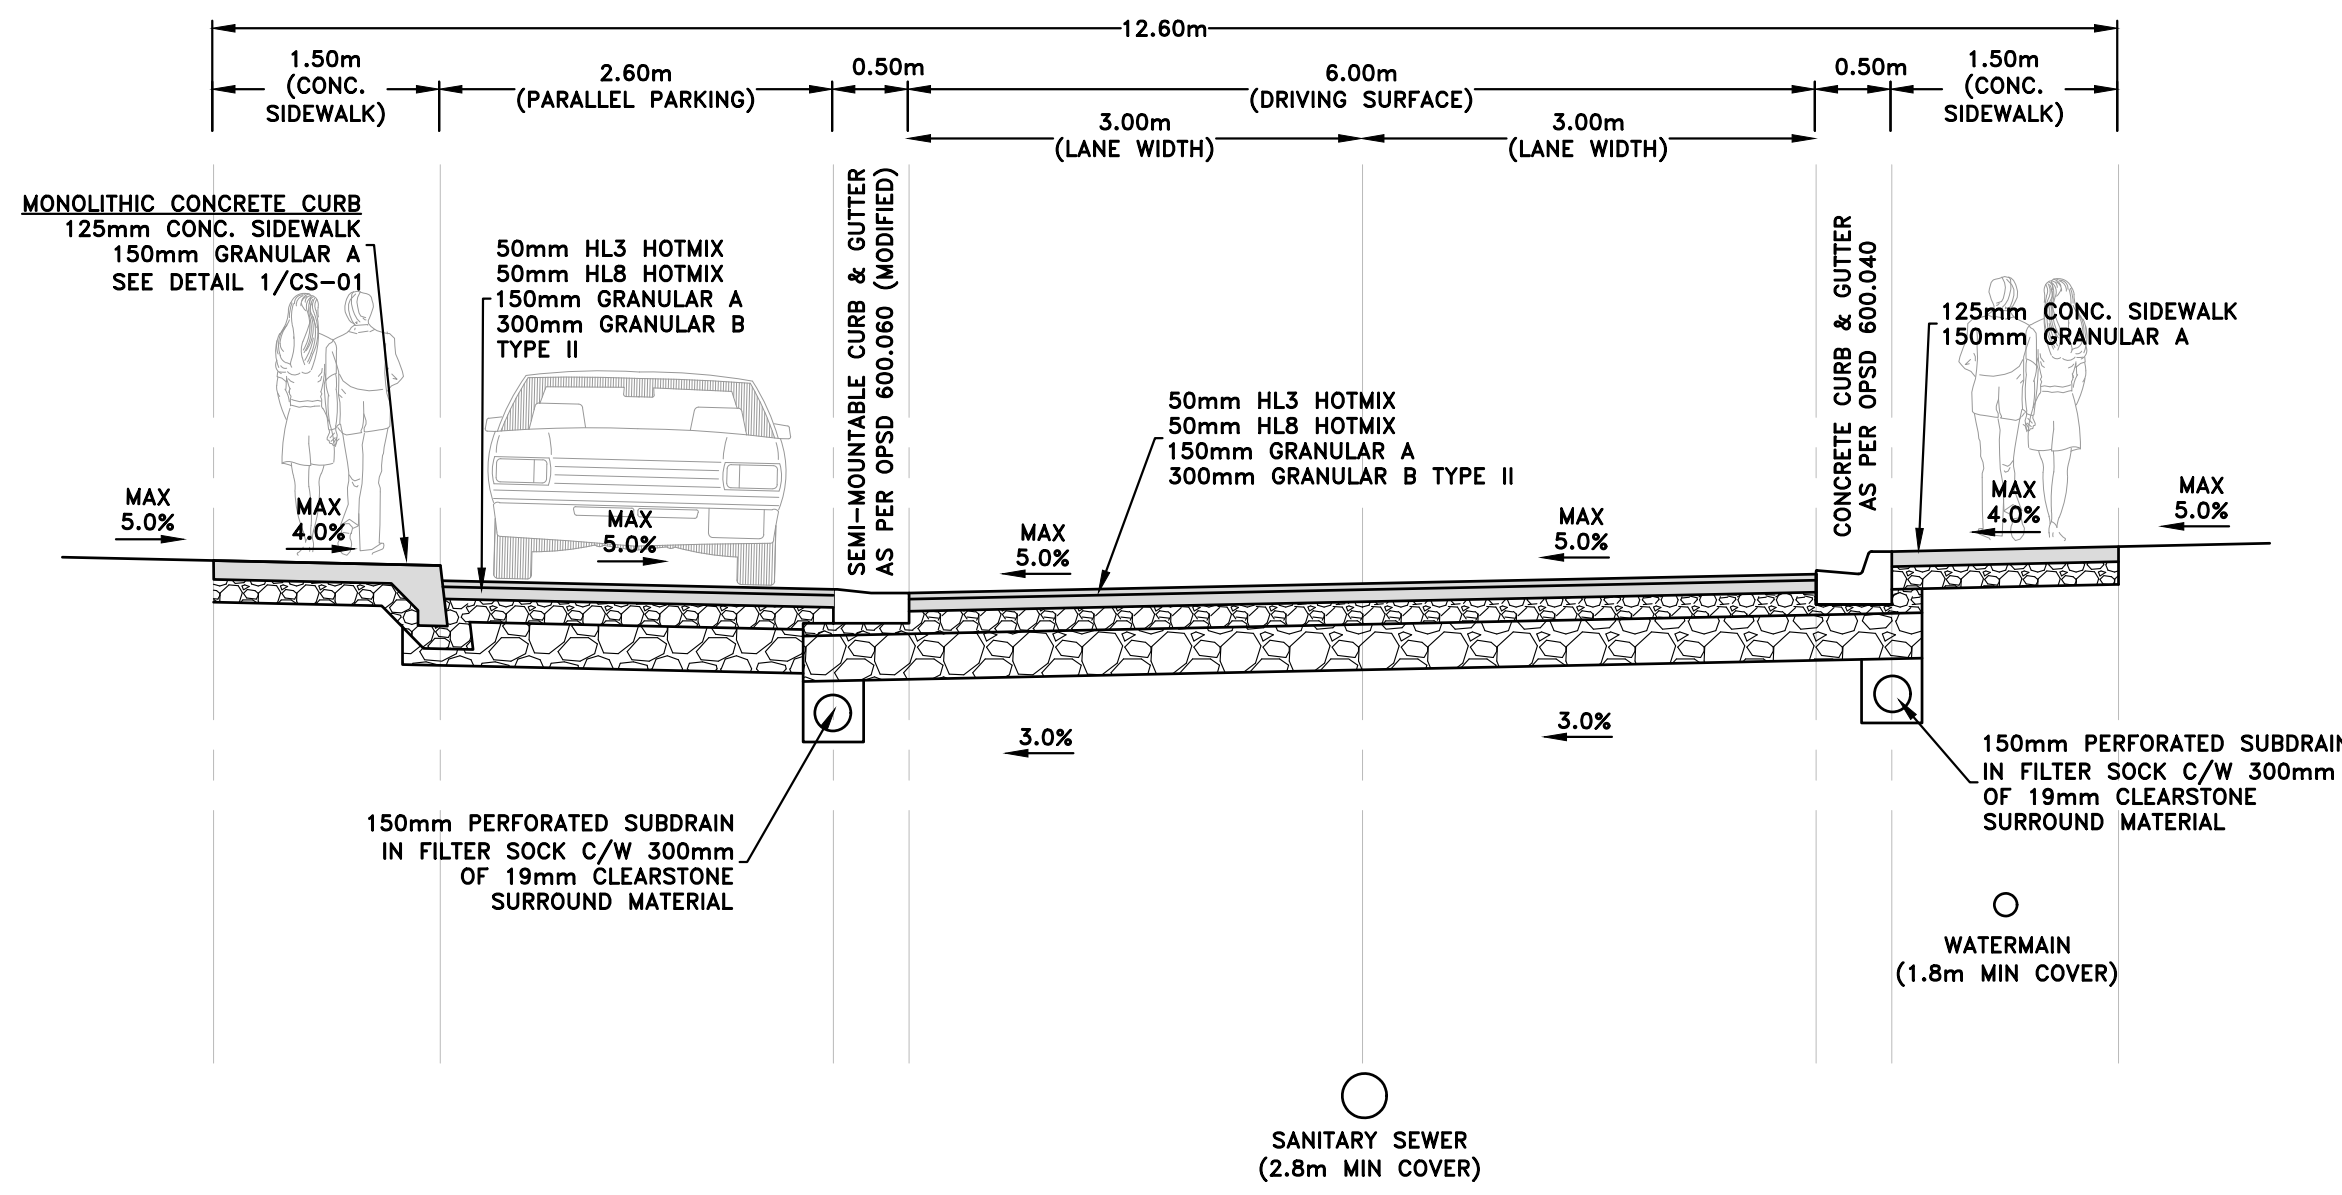 12.60m
1.50m
(CONC.
SIDEWALK)
2.60m
(PARALLEL PARKING)
0.50m
6.00m
(DRIVING SURFACE)
0.50m
1.50m
(CONC.
SIDEWALK)
3.00m
(LANE WIDTH)
3.00m
(LANE WIDTH)
MONOLITHIC CONCRETE CURB
125mm CONC. SIDEWALK
150mm GRANULAR A
SEE DETAIL 1/CS-01
50mm HL3 HOTMIX
50mm HL8 HOTMIX
150mm GRANULAR A
300mm GRANULAR B
TYPE II
SEMI-MOUNTABLE CURB & GUTTER
AS PER OPSD 600.060 (MODIFIED)
50mm HL3 HOTMIX
50mm HL8 HOTMIX
150mm GRANULAR A
300mm GRANULAR B TYPE II
CONCRETE CURB & GUTTER
AS PER OPSD 600.040
125mm CONC. SIDEWALK
150mm GRANULAR A
MAX
5.0%
MAX
4.0%
MAX
5.0%
MAX
5.0%
MAX
5.0%
MAX
4.0%
MAX
5.0%
3.0%
3.0%
150mm PERFORATED SUBDRAIN
IN FILTER SOCK C/W 300mm
OF 19mm CLEARSTONE
SURROUND MATERIAL
150mm PERFORATED SUBDRAIN
IN FILTER SOCK C/W 300mm
OF 19mm CLEARSTONE
SURROUND MATERIAL
WATERMAIN
(1.8m MIN COVER)
SANITARY SEWER
(2.8m MIN COVER)